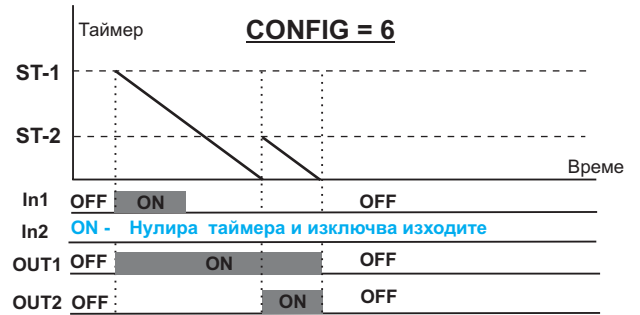 Таймер CONFIG = 6
ST-1
ST-2
Време
In1 OFF ON OFF
In2 ON - Нулира таймера и изключва изходите
OUT1 OFF ON OFF
OUT2 OFF ON OFF